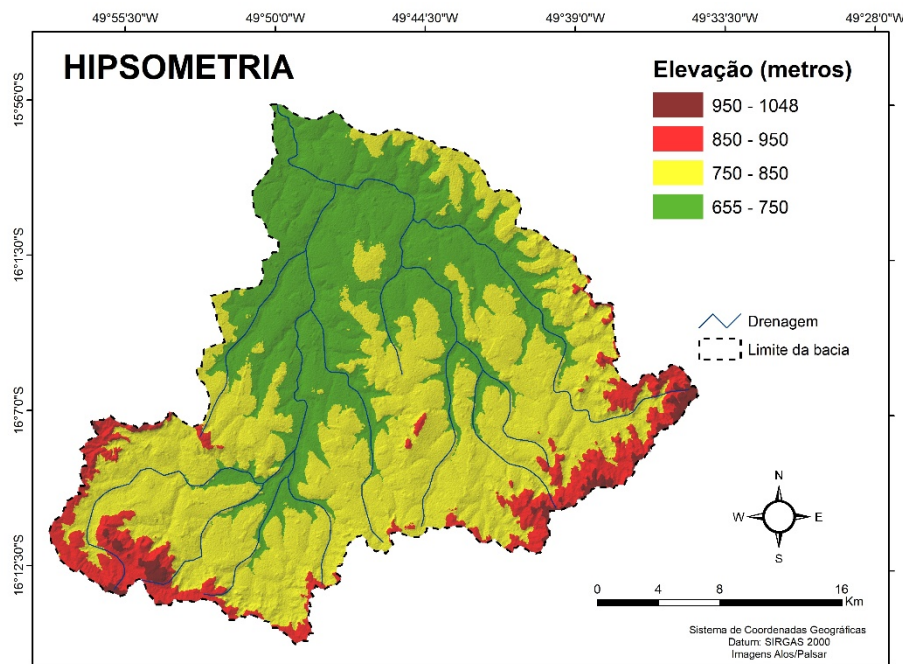 49°55'30"W 49°50'0"W 49°44'30"W 49°39'0"W 49°33'30"W 49°28'0"W
HIPSOMETRIA
Elevação (metros)
950 - 1048
850 - 950
750 - 850
655 - 750
15°56'0"S
16°1'30"S
16°7'0"S
16°12'30"S
Drenagem
Limite da bacia
N
W E
S
0 4 8 16
Km
Sistema de Coordenadas Geográficas
Datum: SIRGAS 2000
Imagens Alos/Palsar